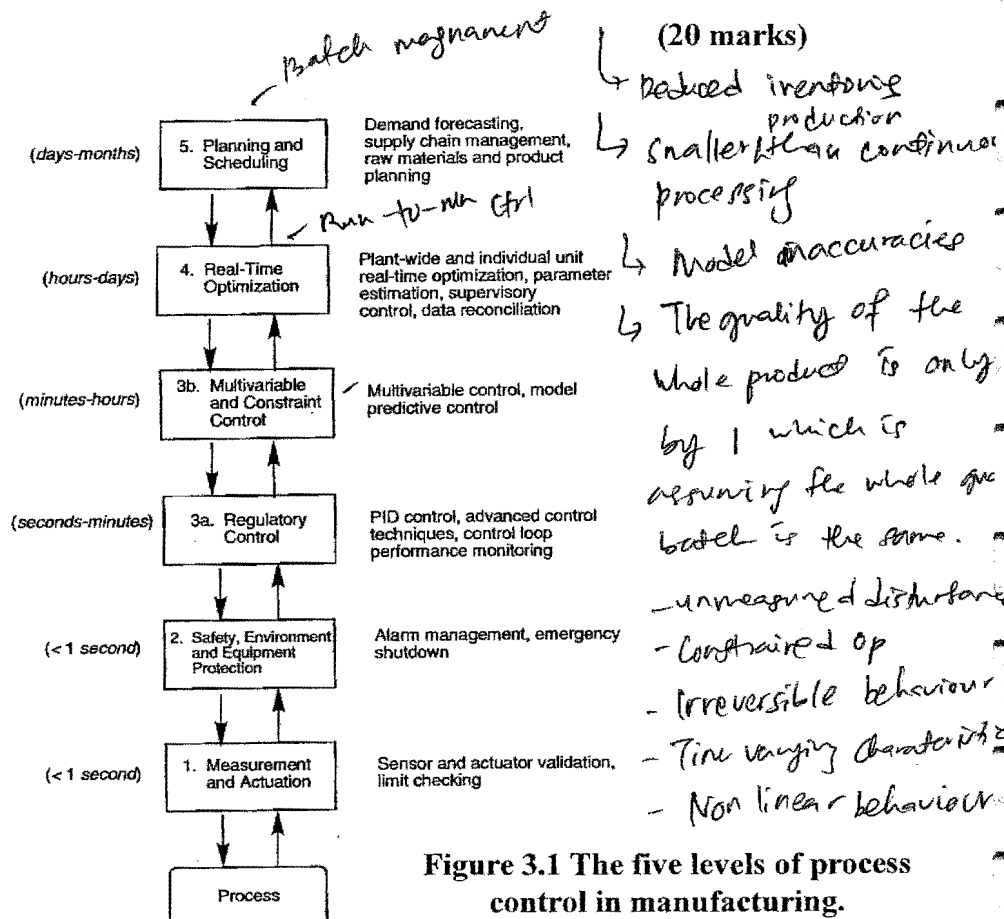 Batch magnament
(20 marks)
↳ Reduced inentoring
production
↳ smaller than continuo
processing
↳ Model inaccuracies
↳ The quality of the
whole product is only
by 1 which is
assuming the whole qua
batch is the same.
- unmeasured disturban
- Constrained op
- Irreversible behaviour
- Time varying charateristic
- Non linear behaviour
(days-months)
5. Planning and
Scheduling
Demand forecasting,
supply chain management,
raw materials and product
planning
Run-to-run Ctrl
(hours-days)
4. Real-Time
Optimization
Plant-wide and individual unit
real-time optimization, parameter
estimation, supervisory
control, data reconciliation
(minutes-hours)
3b. Multivariable
and Constraint
Control
Multivariable control, model
predictive control
(seconds-minutes)
3a. Regulatory
Control
PID control, advanced control
techniques, control loop
performance monitoring
(< 1 second)
2. Safety, Environment
and Equipment
Protection
Alarm management, emergency
shutdown
(< 1 second)
1. Measurement
and Actuation
Sensor and actuator validation,
limit checking
Process
Figure 3.1 The five levels of process
control in manufacturing.